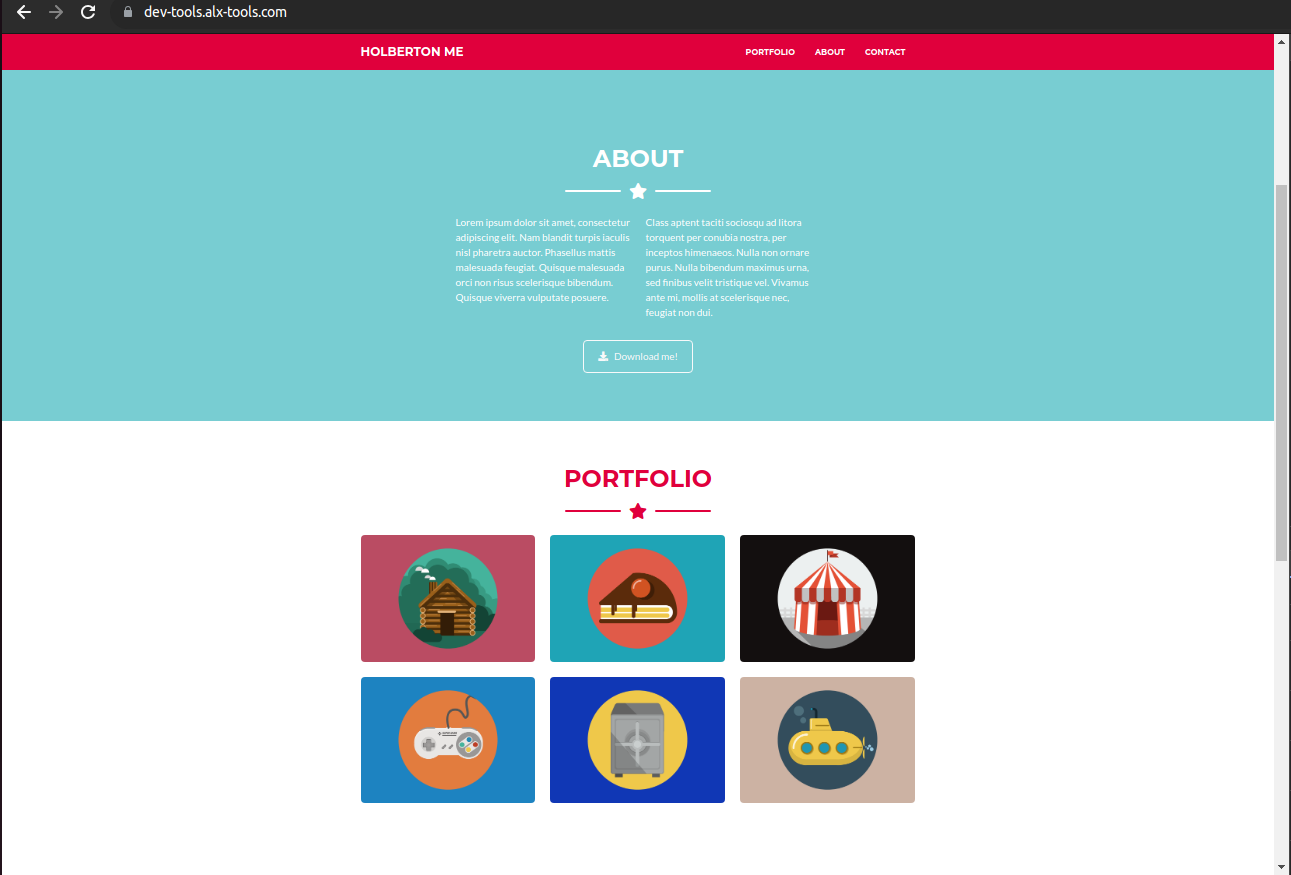 dev-tools.alx-tools.com
HOLBERTON ME
PORTFOLIO
ABOUT
CONTACT
ABOUT
Lorem ipsum dolor sit amet, consectetur
adipiscing elit. Nam blandit turpis iaculis
nisl pharetra auctor. Phasellus mattis
malesuada feugiat. Quisque malesuada
orci non risus scelerisque bibendum.
Quisque viverra vulputate posuere.
Class aptent taciti sociosqu ad litora
torquent per conubia nostra, per
inceptos himenaeos. Nulla non ornare
purus. Nulla bibendum maximus urna,
sed finibus velit tristique vel. Vivamus
ante mi, mollis at scelerisque nec,
feugiat non dui.
Download me!
PORTFOLIO